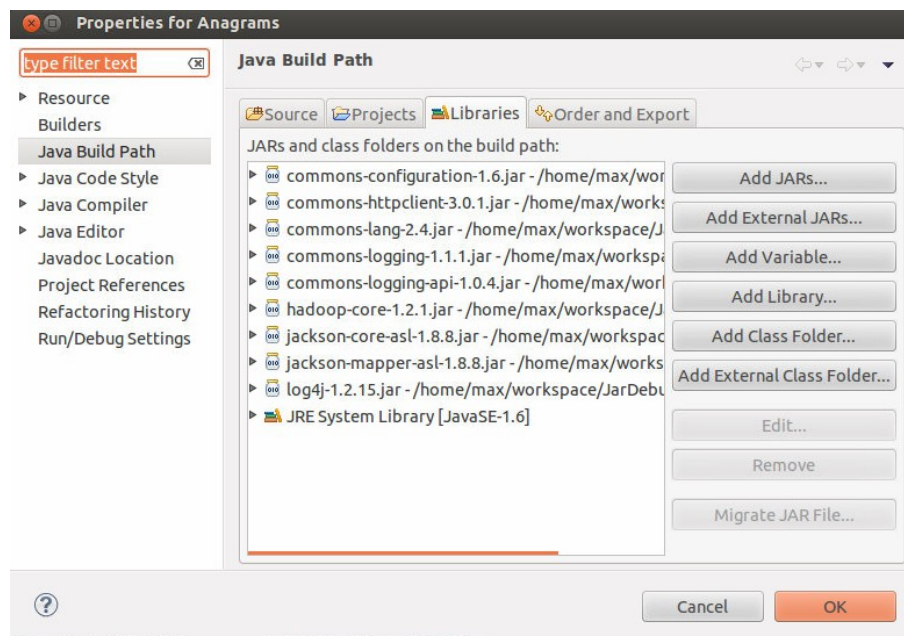 Properties for Anagrams
type filter text
Resource
Builders
Java Build Path
Java Code Style
Java Compiler
Java Editor
Javadoc Location
Project References
Refactoring History
Run/Debug Settings
Java Build Path
Source Projects Libraries Order and Export
JARs and class folders on the build path:
commons-configuration-1.6.jar - /home/max/wor
commons-httpclient-3.0.1.jar - /home/max/works
commons-lang-2.4.jar - /home/max/workspace/J
commons-logging-1.1.1.jar - /home/max/workspa
commons-logging-api-1.0.4.jar - /home/max/worl
hadoop-core-1.2.1.jar - /home/max/workspace/J
jackson-core-asl-1.8.8.jar - /home/max/workspac
jackson-mapper-asl-1.8.8.jar - /home/max/works
log4j-1.2.15.jar - /home/max/workspace/JarDebu
JRE System Library [JavaSE-1.6]
Add JARs...
Add External JARs...
Add Variable...
Add Library...
Add Class Folder...
Add External Class Folder...
Edit...
Remove
Migrate JAR File...
Cancel
OK